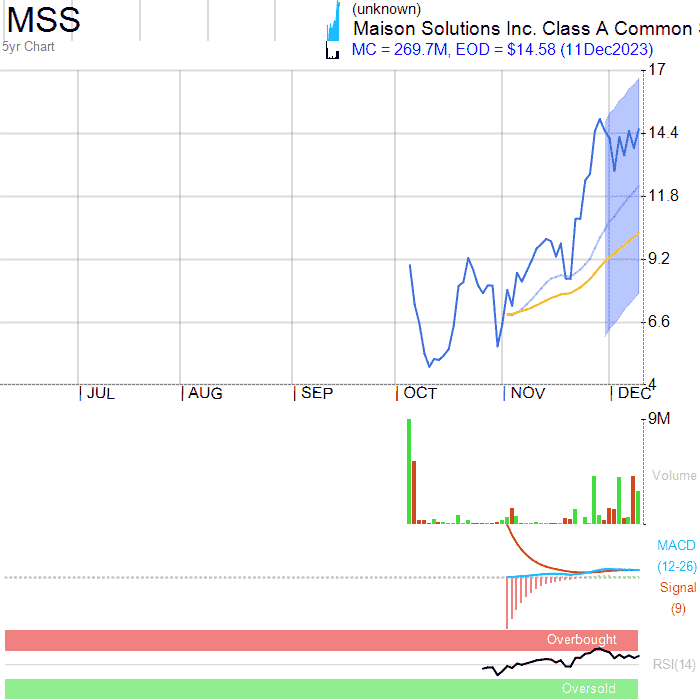 MSS
5yr Chart
(unknown)
Maison Solutions Inc. Class A Common
MC = 269.7M, EOD = $14.58 (11Dec2023)
17
14.4
11.8
9.2
6.6
4
JUL AUG SEP OCT NOV DEC
9M
Volume
MACD
(12-26)
Signal
(9)
Overbought
RSI(14)
Oversold